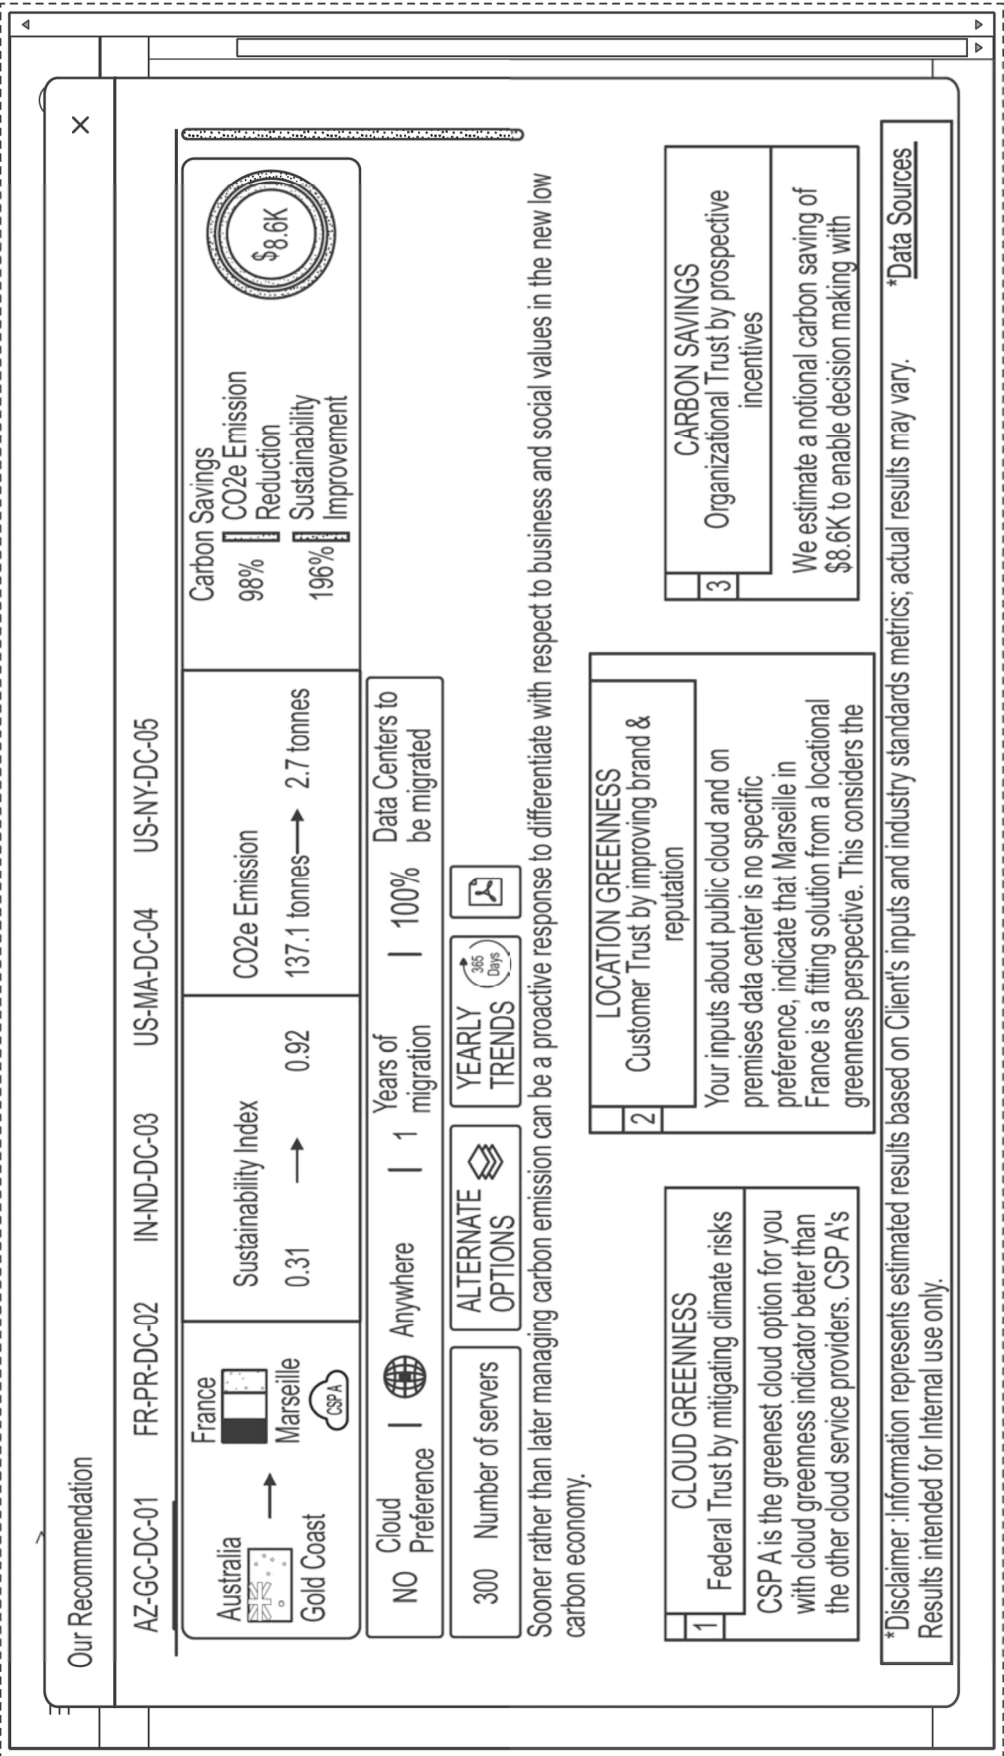 Our Recommendation
AZ-GC-DC-01 FR-PR-DC-02 IN-ND-DC-03 US-MA-DC-04 US-NY-DC-05
Australia
Gold Coast
France
Marseille
CSP A
Sustainability Index
0.31 0.92
CO2e Emission
137.1 tonnes 2.7 tonnes
Carbon Savings
98% CO2e Emission
Reduction
196% Sustainability
Improvement
$8.6K
NO Cloud
Preference
Anywhere
1 Years of
migration
100% Data Centers to
be migrated
300 Number of servers
ALTERNATE
OPTIONS
YEARLY
TRENDS
365
Days
Sooner rather than later managing carbon emission can be a proactive response to differentiate with respect to business and social values in the new low
carbon economy.
1
CLOUD GREENNESS
Federal Trust by mitigating climate risks
CSP A is the greenest cloud option for you
with cloud greenness indicator better than
the other cloud service providers. CSP A's
2
LOCATION GREENNESS
Customer Trust by improving brand &
reputation
Your inputs about public cloud and on
premises data center is no specific
preference, indicate that Marseille in
France is a fitting solution from a locational
greenness perspective. This considers the
3
CARBON SAVINGS
Organizational Trust by prospective
incentives
We estimate a notional carbon saving of
$8.6K to enable decision making with
*Disclaimer :Information represents estimated results based on Client's inputs and industry standards metrics; actual results may vary.
Results intended for Internal use only.
*Data Sources